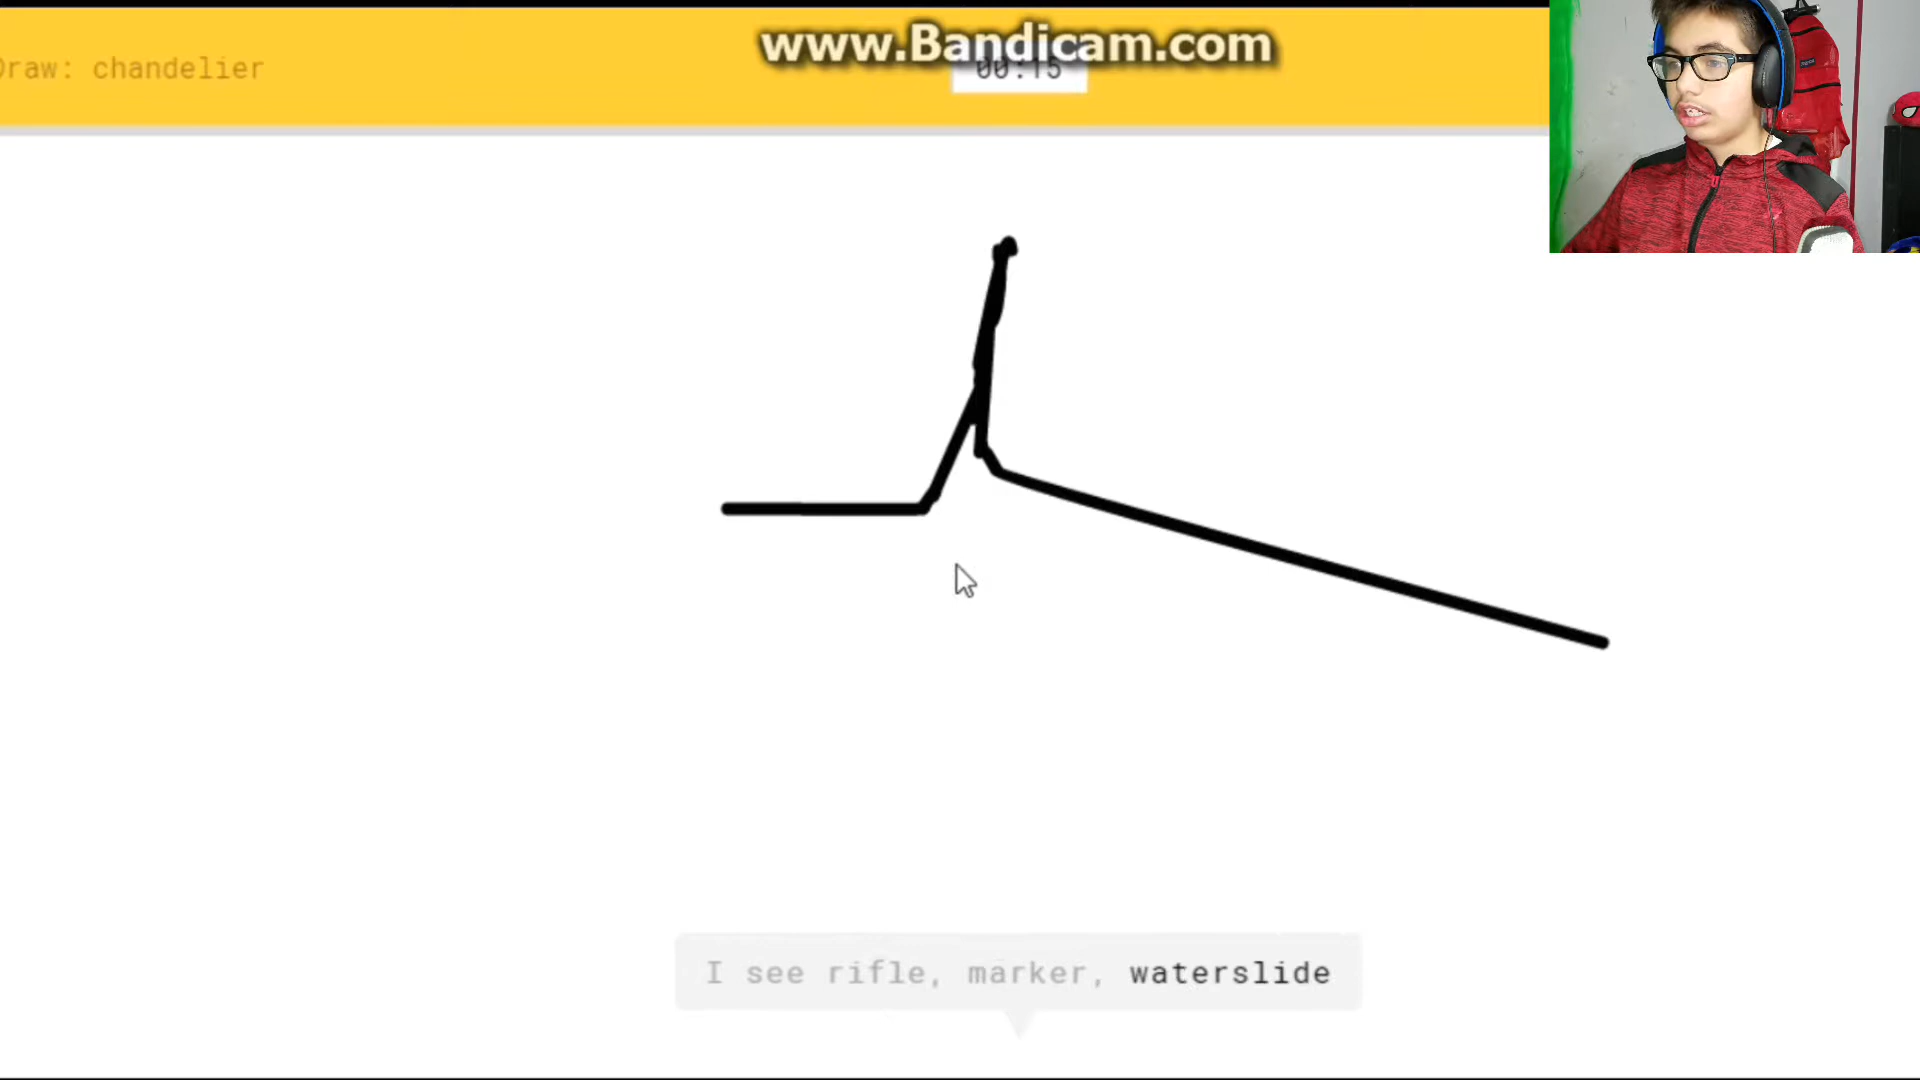 www.Bandicam.com
Draw: chandelier
00:15
I see rifle, marker, waterslide